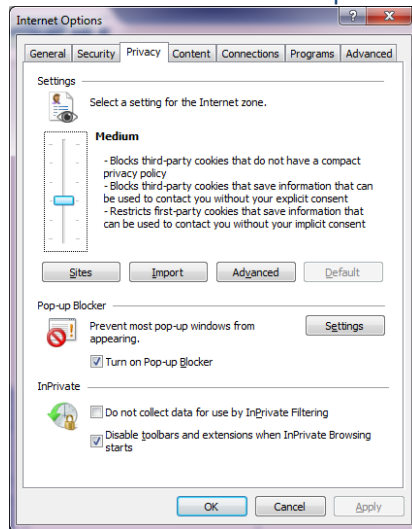 Internet Options
?
X
General Security Privacy Content Connections Programs Advanced
Settings
Select a setting for the Internet zone.
Medium
- Blocks third-party cookies that do not have a compact
privacy policy
- Blocks third-party cookies that save information that can
be used to contact you without your explicit consent
- Restricts first-party cookies that save information that
can be used to contact you without your implicit consent
Sites Import Advanced Default
Pop-up Blocker
Prevent most pop-up windows from
appearing.
Settings
Turn on Pop-up Blocker
InPrivate
Do not collect data for use by InPrivate Filtering
Disable toolbars and extensions when InPrivate Browsing
starts
OK Cancel Apply